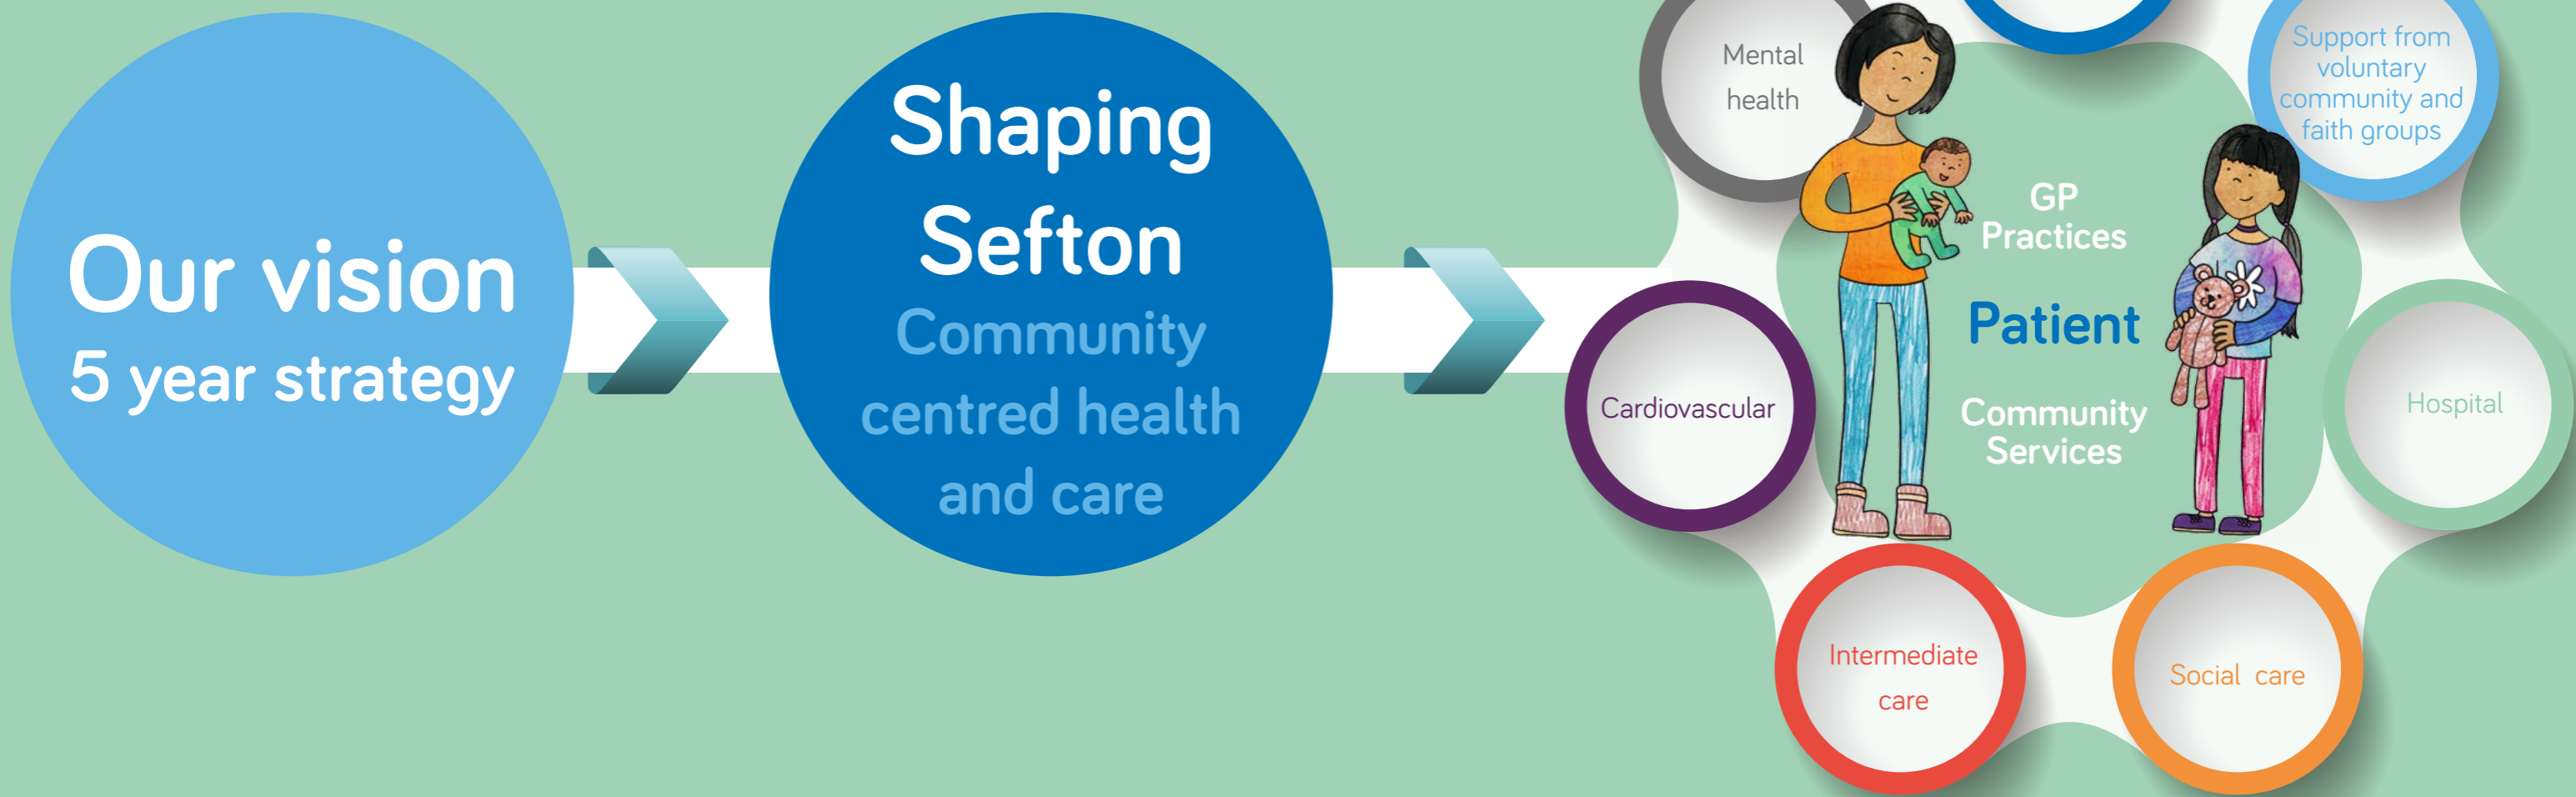 Our vision
5 year strategy
Shaping
Sefton
Community
centred health
and care
Mental
health
Support from
voluntary
community and
faith groups
GP
Practices
Patient
Community
Services
Cardiovascular
Hospital
Intermediate
care
Social care